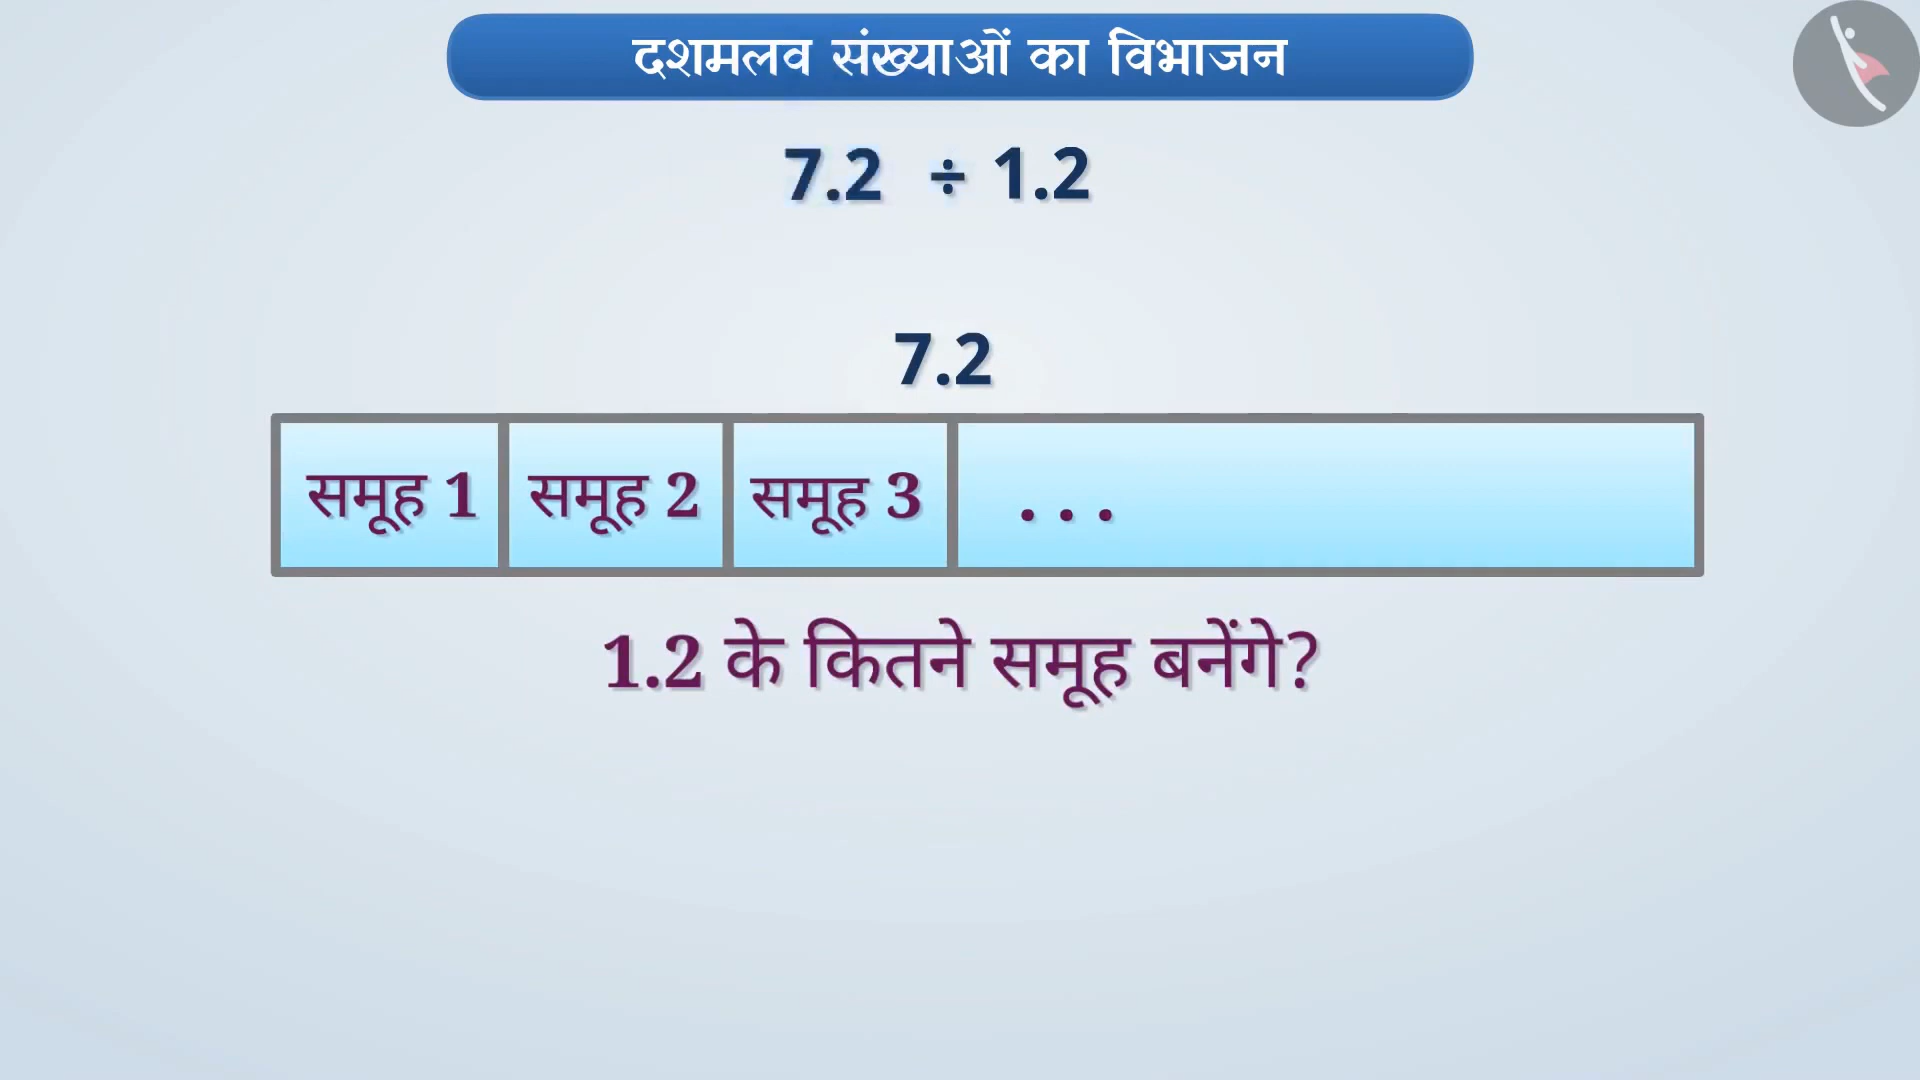 दशमलव संख्याओं का विभाजन
7.2 ÷ 1.2
7.2
समूह 1 समूह 2 समूह 3 . . .
1.2 के कितने समूह बनेंगे?